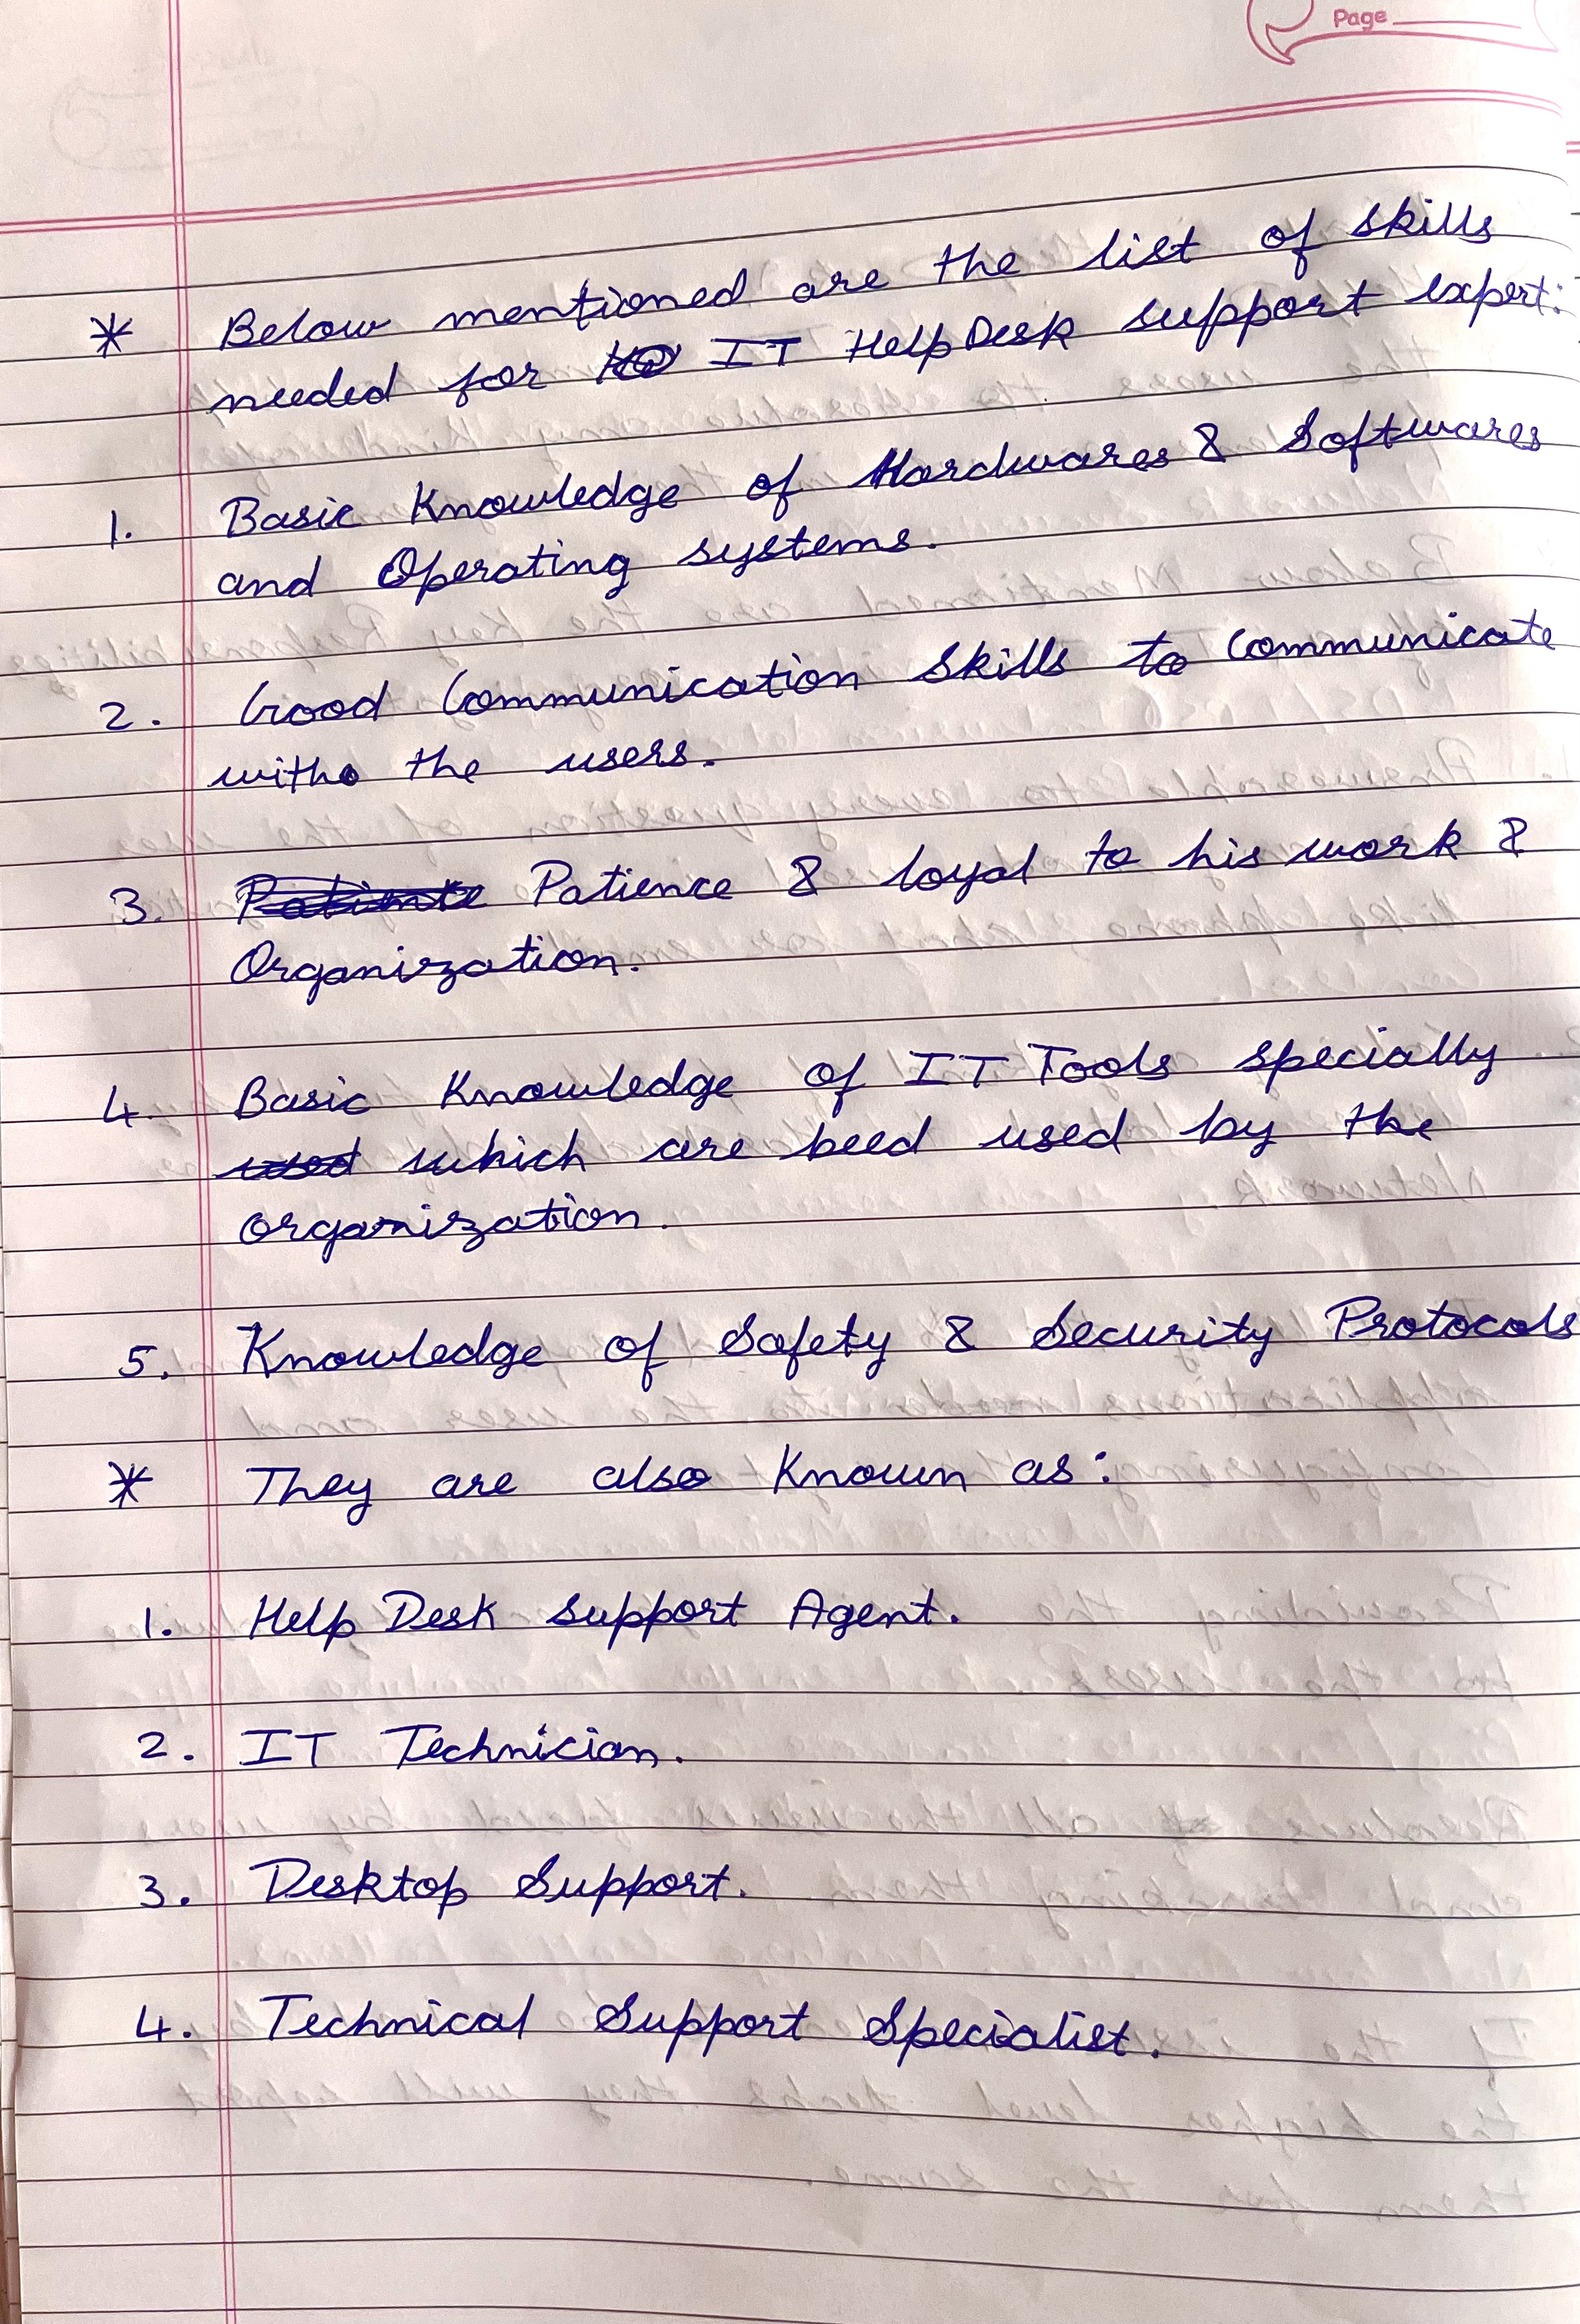 Page
* Below mentioned are the list of skills
needed for IT HelpDesk support expert:
1. Basic Knowledge of Hardwares & Softwares
and Operating systems.
2. Good Communication Skills to Communicate
with the users.
3. Patience & loyal to his work &
Organization.
4. Basic Knowledge of IT Tools specially
which are beed used by the
organization.
5. Knowledge of Safety & Security Protocols
* They are also Known as:
1. Help Desk Support Agent.
2. IT Technician.
3. Desktop Support.
4. Technical Support Specialist.